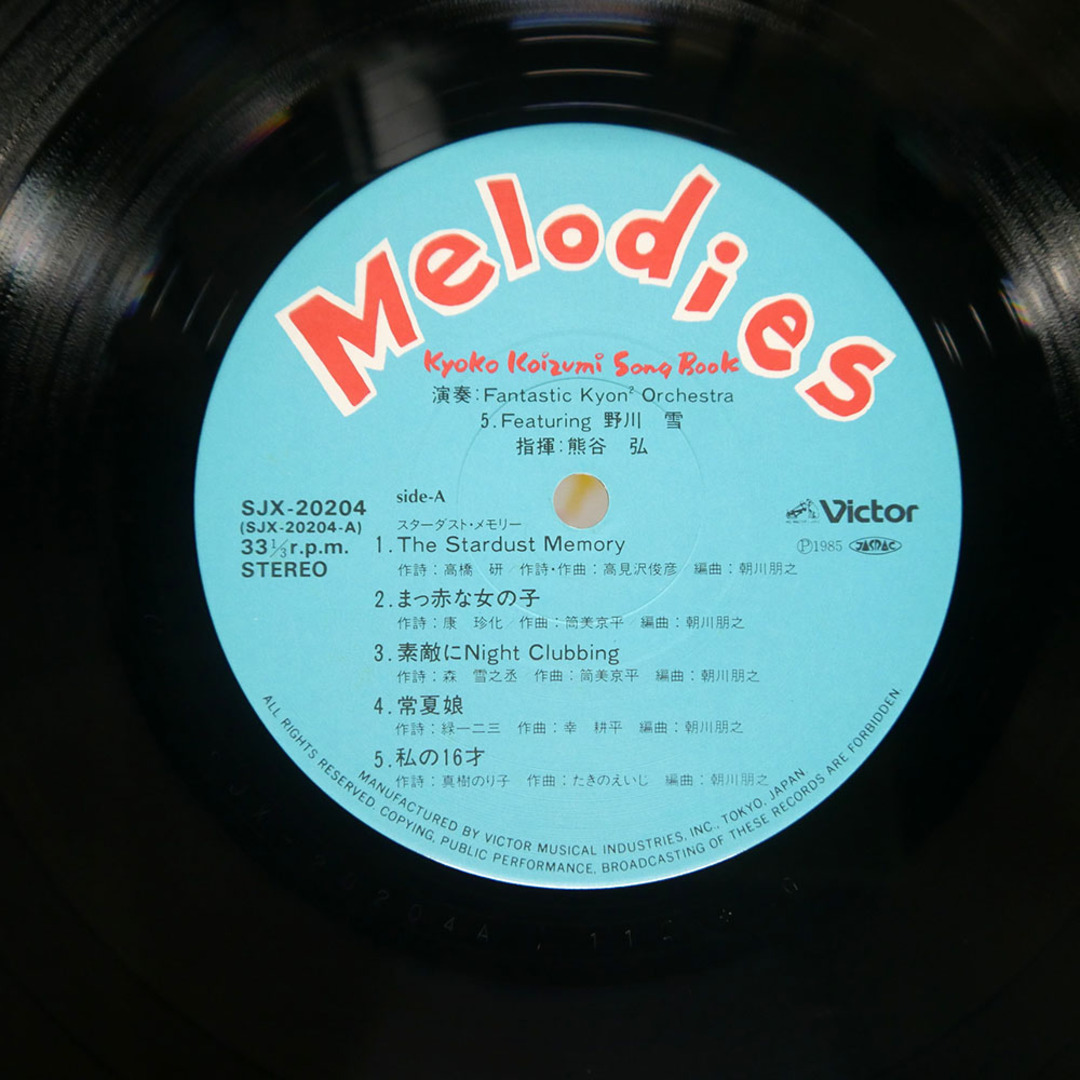 Melodies
Kyoko Koizumi Song Book
演奏:Fantastic Kyon² Orchestra
5.Featuring 野川 雪
指揮:熊谷 弘
side-A
SJX-20204
(SJX-20204-A)
33⅓r.p.m.
STEREO
Victor
Ⓟ1985 JASRAC
スターダスト・メモリー
1.The Stardust Memory
作詩:高橋 研/作詩・作曲:高見沢俊彦 編曲:朝川朋之
2.まっ赤な女の子
作詩:康 珍化/作曲:筒美京平/編曲:朝川朋之
3.素敵にNight Clubbing
作詩:森 雪之丞 作曲:筒美京平 編曲:朝川朋之
4.常夏娘
作詩:緑一二三 作曲:幸 耕平 編曲:朝川朋之
5.私の16才
作詩:真樹のり子 作曲:たきのえいじ 編曲:朝川朋之
MANUFACTURED BY VICTOR MUSICAL INDUSTRIES, INC., TOKYO, JAPAN.
ALL RIGHTS RESERVED. COPYING, PUBLIC PERFORMANCE, BROADCASTING OF THESE RECORDS ARE FORBIDDEN.